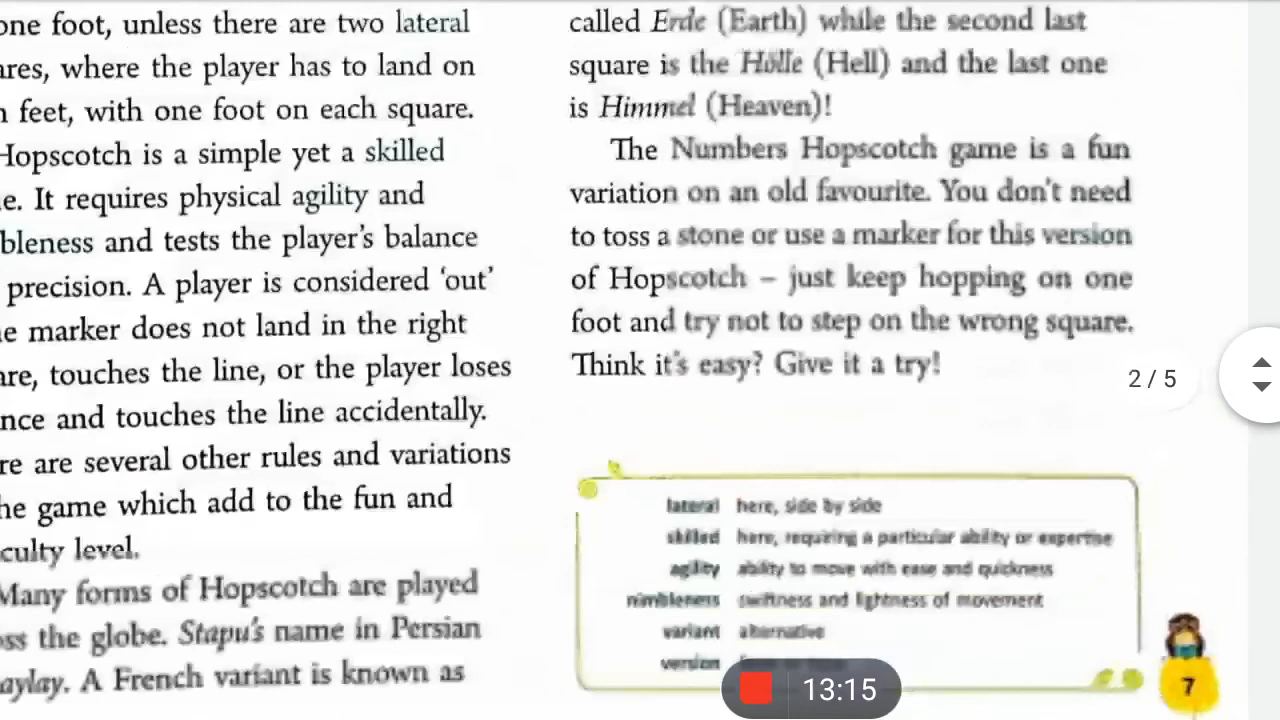 one foot, unless there are two lateral
ares, where the player has to land on
feet, with one foot on each square.
Hopscotch is a simple yet a skilled
e. It requires physical agility and
bleness and tests the player's balance
precision. A player is considered 'out'
e marker does not land in the right
are, touches the line, or the player loses
nce and touches the line accidentally.
re are several other rules and variations
he game which add to the fun and
culty level.
Many forms of Hopscotch are played
oss the globe. Stapu's name in Persian
aylay. A French variant is known as
called Erde (Earth) while the second last
square is the Hölle (Hell) and the last one
is Himmel (Heaven)!
The Numbers Hopscotch game is a fun
variation on an old favourite. You don't need
to toss a stone or use a marker for this version
of Hopscotch – just keep hopping on one
foot and try not to step on the wrong square.
Think it's easy? Give it a try!
2 / 5
lateral here, side by side
skilled here, requiring a particular ability or expertise
agility ability to move with ease and quickness
nimbleness swiftness and lightness of movement
variant alternative
version
13:15
7